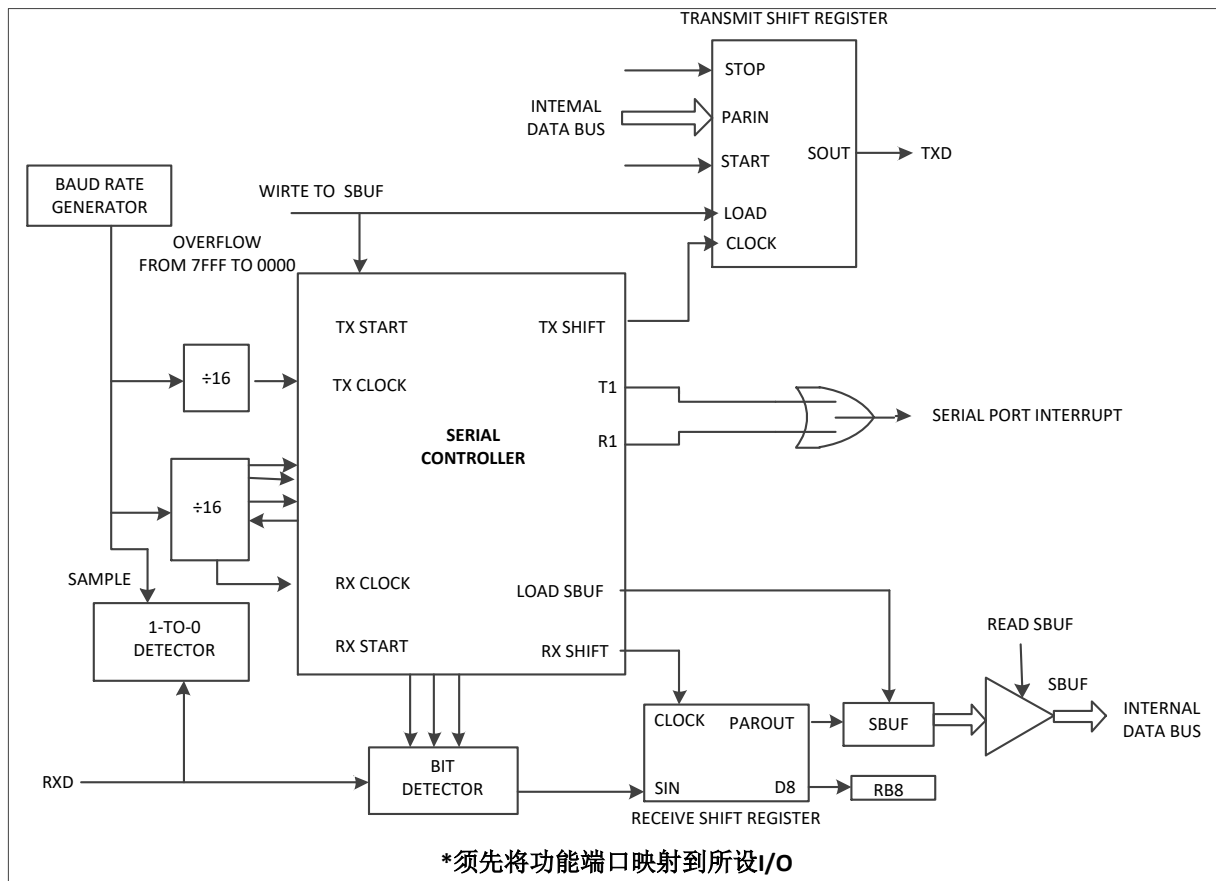 TRANSMIT SHIFT REGISTER
STOP
INTEMAL
DATA BUS
PARIN
START
SOUT
TXD
LOAD
CLOCK
BAUD RATE
GENERATOR
WIRTE TO SBUF
OVERFLOW
FROM 7FFF TO 0000
TX START
TX SHIFT
÷16
TX CLOCK
T1
SERIAL PORT INTERRUPT
SERIAL
CONTROLLER
R1
÷16
SAMPLE
RX CLOCK
LOAD SBUF
1-TO-0
DETECTOR
RX START
RX SHIFT
READ SBUF
SBUF
CLOCK
PAROUT
SBUF
INTERNAL
DATA BUS
RXD
BIT
DETECTOR
SIN
D8
RB8
RECEIVE SHIFT REGISTER
*须先将功能端口映射到所设I/O